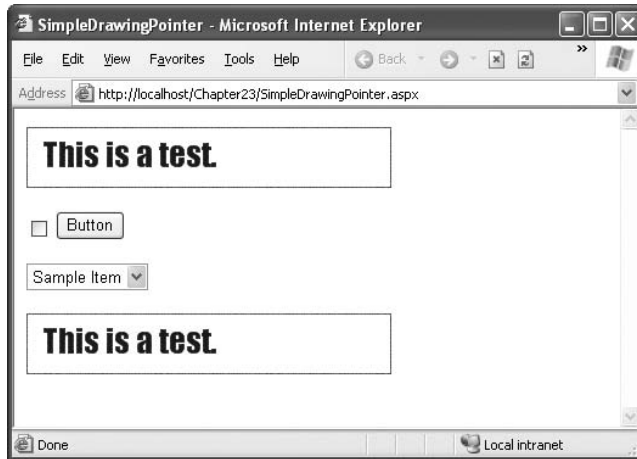 SimpleDrawingPointer - Microsoft Internet Explorer
File Edit View Favorites Tools Help Back »
Address http://localhost/Chapter23/SimpleDrawingPointer.aspx
This is a test.
Button
Sample Item
This is a test.
Done Local intranet